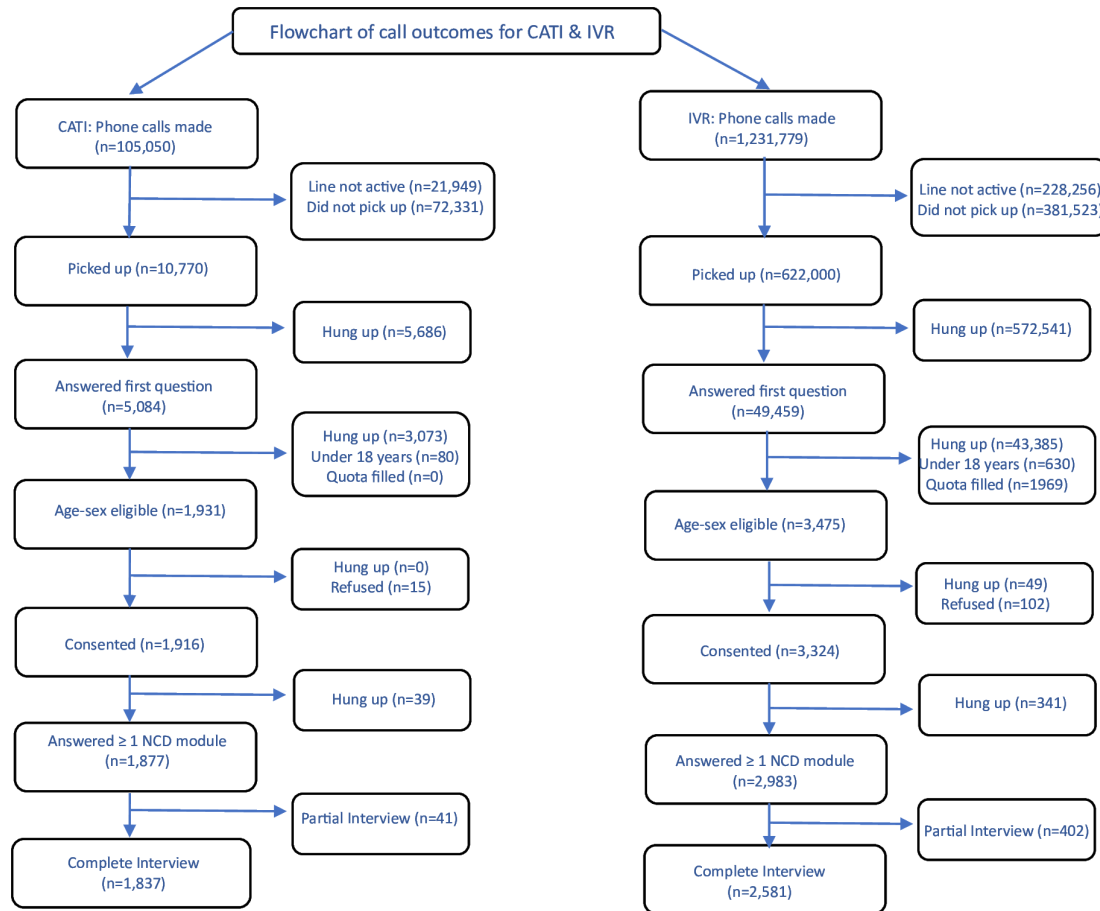 Flowchart of call outcomes for CATI & IVR
CATI: Phone calls made
(n=105,050)
Line not active (n=21,949)
Did not pick up (n=72,331)
Picked up (n=10,770)
Hung up (n=5,686)
Answered first question
(n=5,084)
Hung up (n=3,073)
Under 18 years (n=80)
Quota filled (n=0)
Age-sex eligible (n=1,931)
Hung up (n=0)
Refused (n=15)
Consented (n=1,916)
Hung up (n=39)
Answered ≥ 1 NCD module
(n=1,877)
Partial Interview (n=41)
Complete Interview
(n=1,837)
IVR: Phone calls made
(n=1,231,779)
Line not active (n=228,256)
Did not pick up (n=381,523)
Picked up (n=622,000)
Hung up (n=572,541)
Answered first question
(n=49,459)
Hung up (n=43,385)
Under 18 years (n=630)
Quota filled (n=1969)
Age-sex eligible (n=3,475)
Hung up (n=49)
Refused (n=102)
Consented (n=3,324)
Hung up (n=341)
Answered ≥ 1 NCD module
(n=2,983)
Partial Interview (n=402)
Complete Interview
(n=2,581)